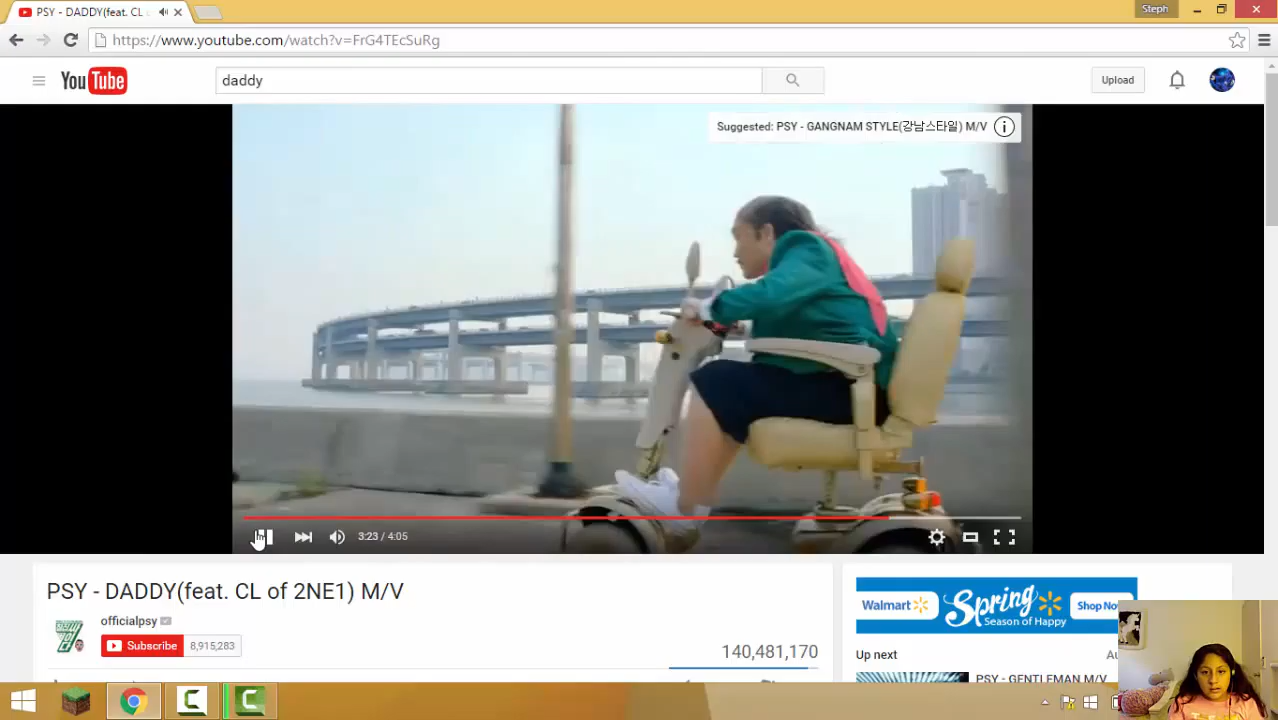 PSY - DADDY(feat. CL
Steph
https://www.youtube.com/watch?v=FrG4TEcSuRg
YouTube
daddy
Upload
Suggested: PSY - GANGNAM STYLE(강남스타일) M/V
3:23 / 4:05
PSY - DADDY(feat. CL of 2NE1) M/V
officialpsy
Subscribe 8,915,283
140,481,170
Walmart
Spring
Season of Happy
Shop Now
Up next
PSY - GENTLEMAN M/V